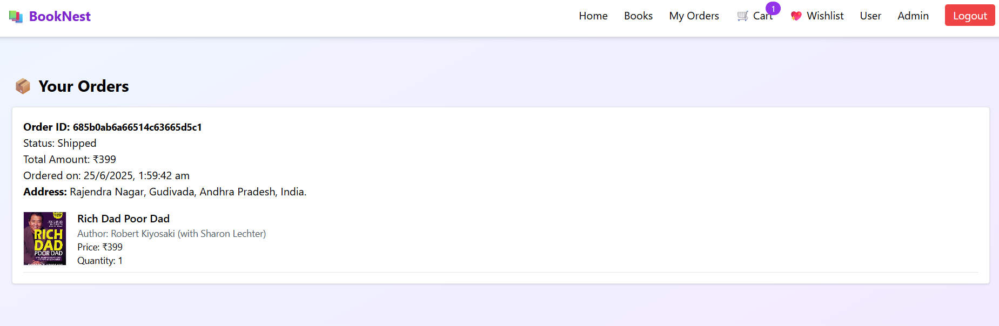 BookNest
Home Books My Orders Cart 1 Wishlist User Admin Logout
Your Orders
Order ID: 685b0ab6a66514c63665d5c1
Status: Shipped
Total Amount: ₹399
Ordered on: 25/6/2025, 1:59:42 am
Address: Rajendra Nagar, Gudivada, Andhra Pradesh, India.
RICH
DAD
POOR DAD
Rich Dad Poor Dad
Author: Robert Kiyosaki (with Sharon Lechter)
Price: ₹399
Quantity: 1